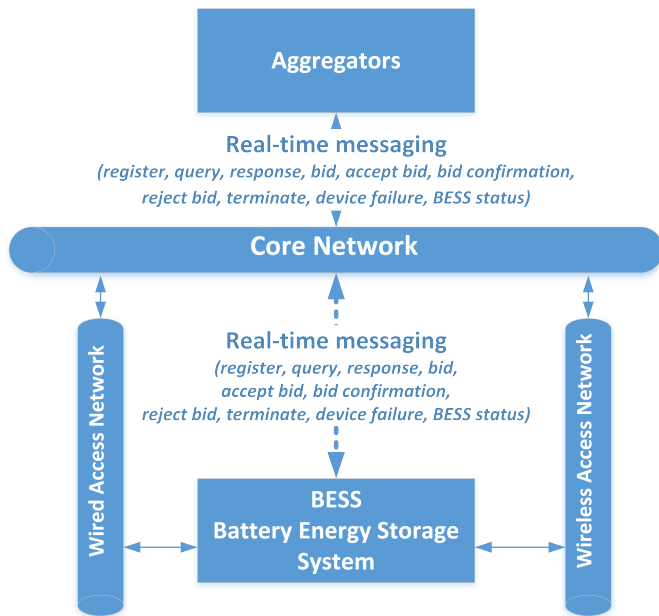 Aggregators
Real-time messaging
(register, query, response, bid, accept bid, bid confirmation,
reject bid, terminate, device failure, BESS status)
Core Network
Wired Access Network
Real-time messaging
(register, query, response, bid,
accept bid, bid confirmation,
reject bid, terminate, device failure, BESS status)
Wireless Access Network
BESS
Battery Energy Storage
System